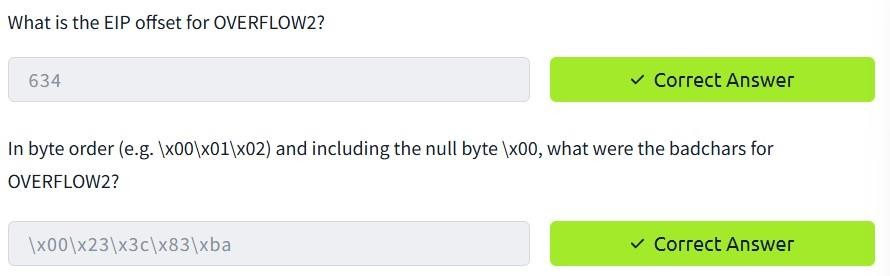 What is the EIP offset for OVERFLOW2?
634
✓ Correct Answer
In byte order (e.g. \x00\x01\x02) and including the null byte \x00, what were the badchars for
OVERFLOW2?
\x00\x23\x3c\x83\xba
✓ Correct Answer